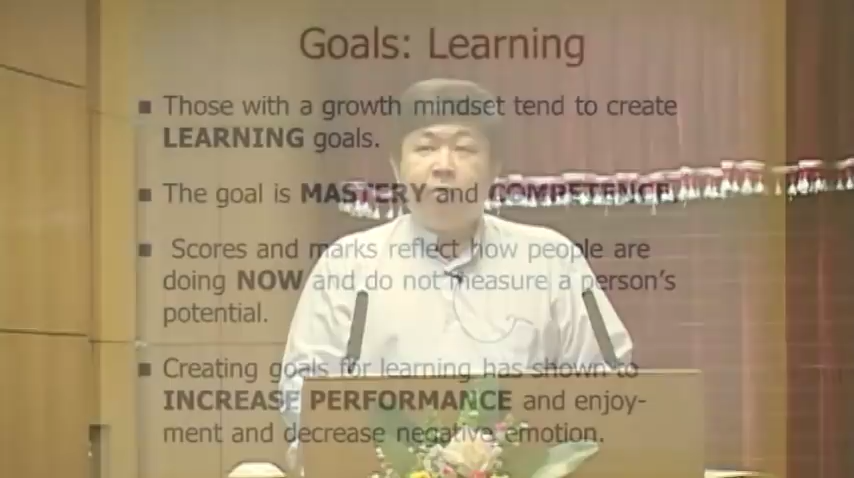 Goals: Learning
■ Those with a growth mindset tend to create
LEARNING goals.
■ The goal is MASTERY and COMPETENCE.
■ Scores and marks reflect how people are
doing NOW and do not measure a person's
potential.
■ Creating goals for learning has shown to
INCREASE PERFORMANCE and enjoy-
ment and decrease negative emotion.